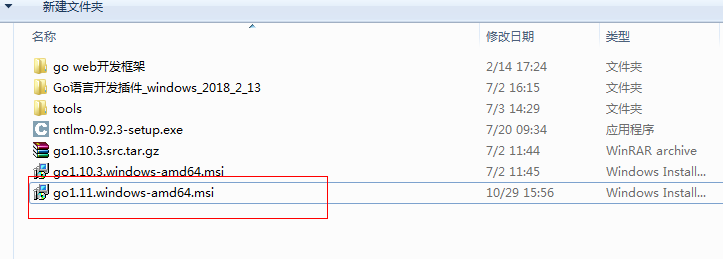 新建文件夹
名称 修改日期 类型
go web开发框架 2/14 17:24 文件夹
Go语言开发插件_windows_2018_2_13 7/2 16:15 文件夹
tools 7/3 14:29 文件夹
cntlm-0.92.3-setup.exe 7/20 09:34 应用程序
go1.10.3.src.tar.gz 7/2 11:44 WinRAR archive
go1.10.3.windows-amd64.msi 7/2 11:45 Windows Install...
go1.11.windows-amd64.msi 10/29 15:56 Windows Install...